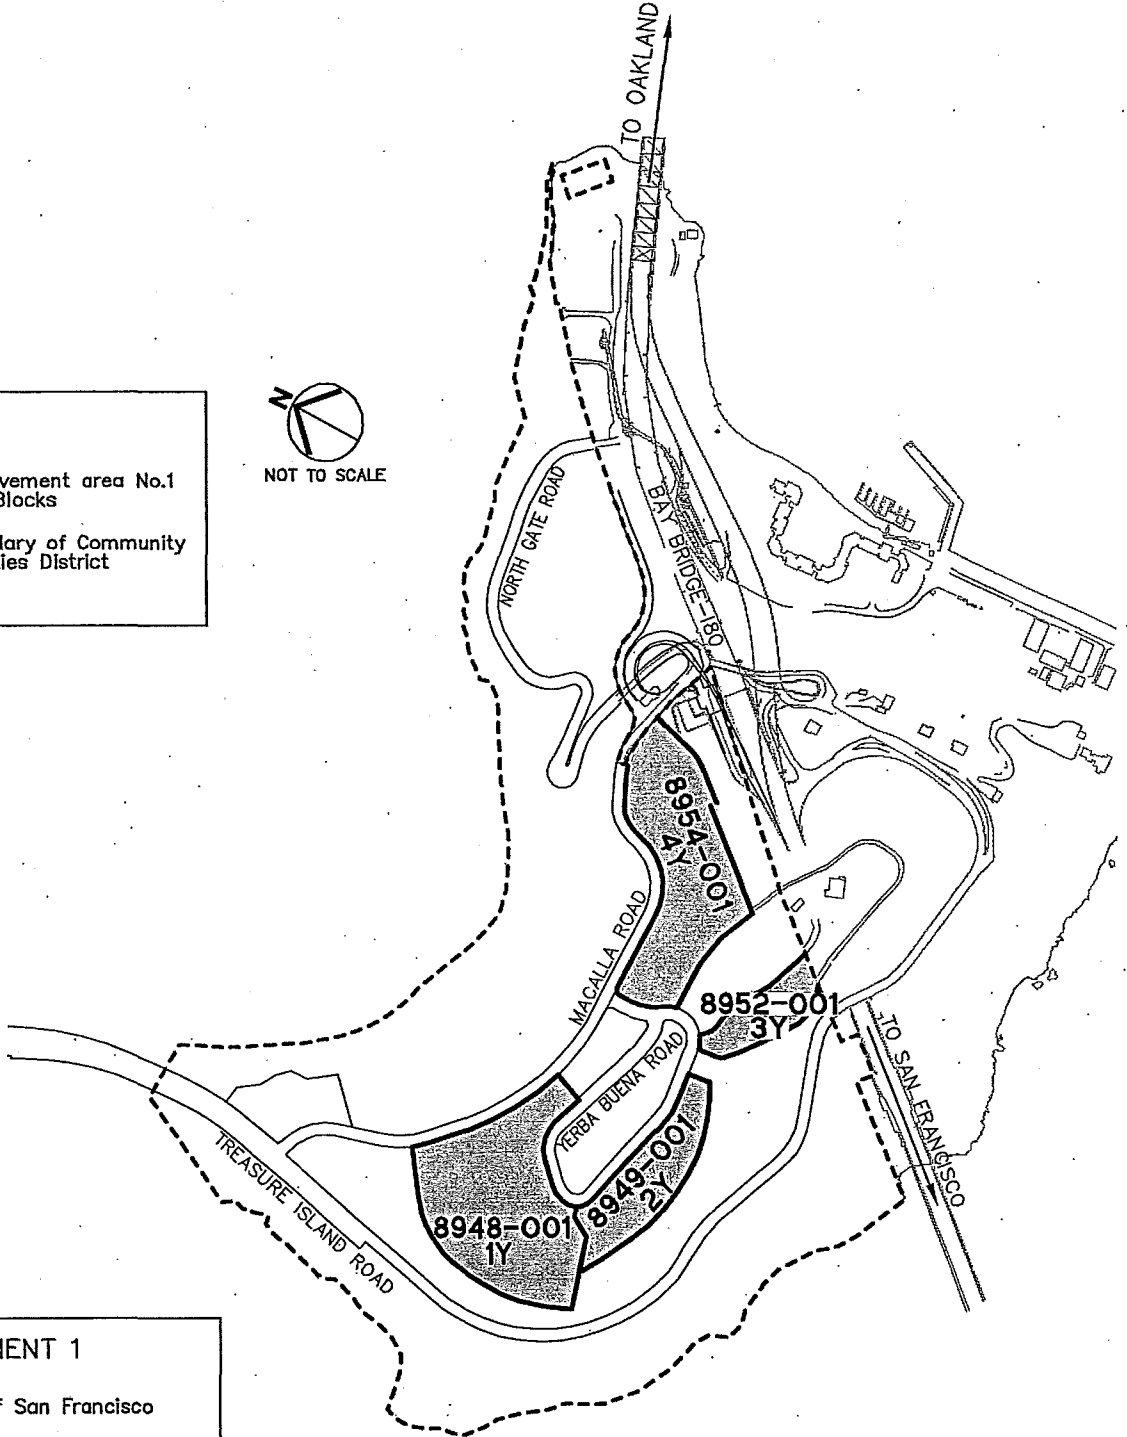 TO OAKLAND
N
NOT TO SCALE
vement area No.1
Blocks
dary of Community
ies District
NORTH GATE ROAD
BAY BRIDGE-I80
8954-001
4Y
MACALLA ROAD
8952-001
3Y
TO SAN FRANCISCO
YERBA BUENA ROAD
8949-001
2Y
TREASURE ISLAND ROAD
8948-001
1Y
MENT 1
f San Francisco